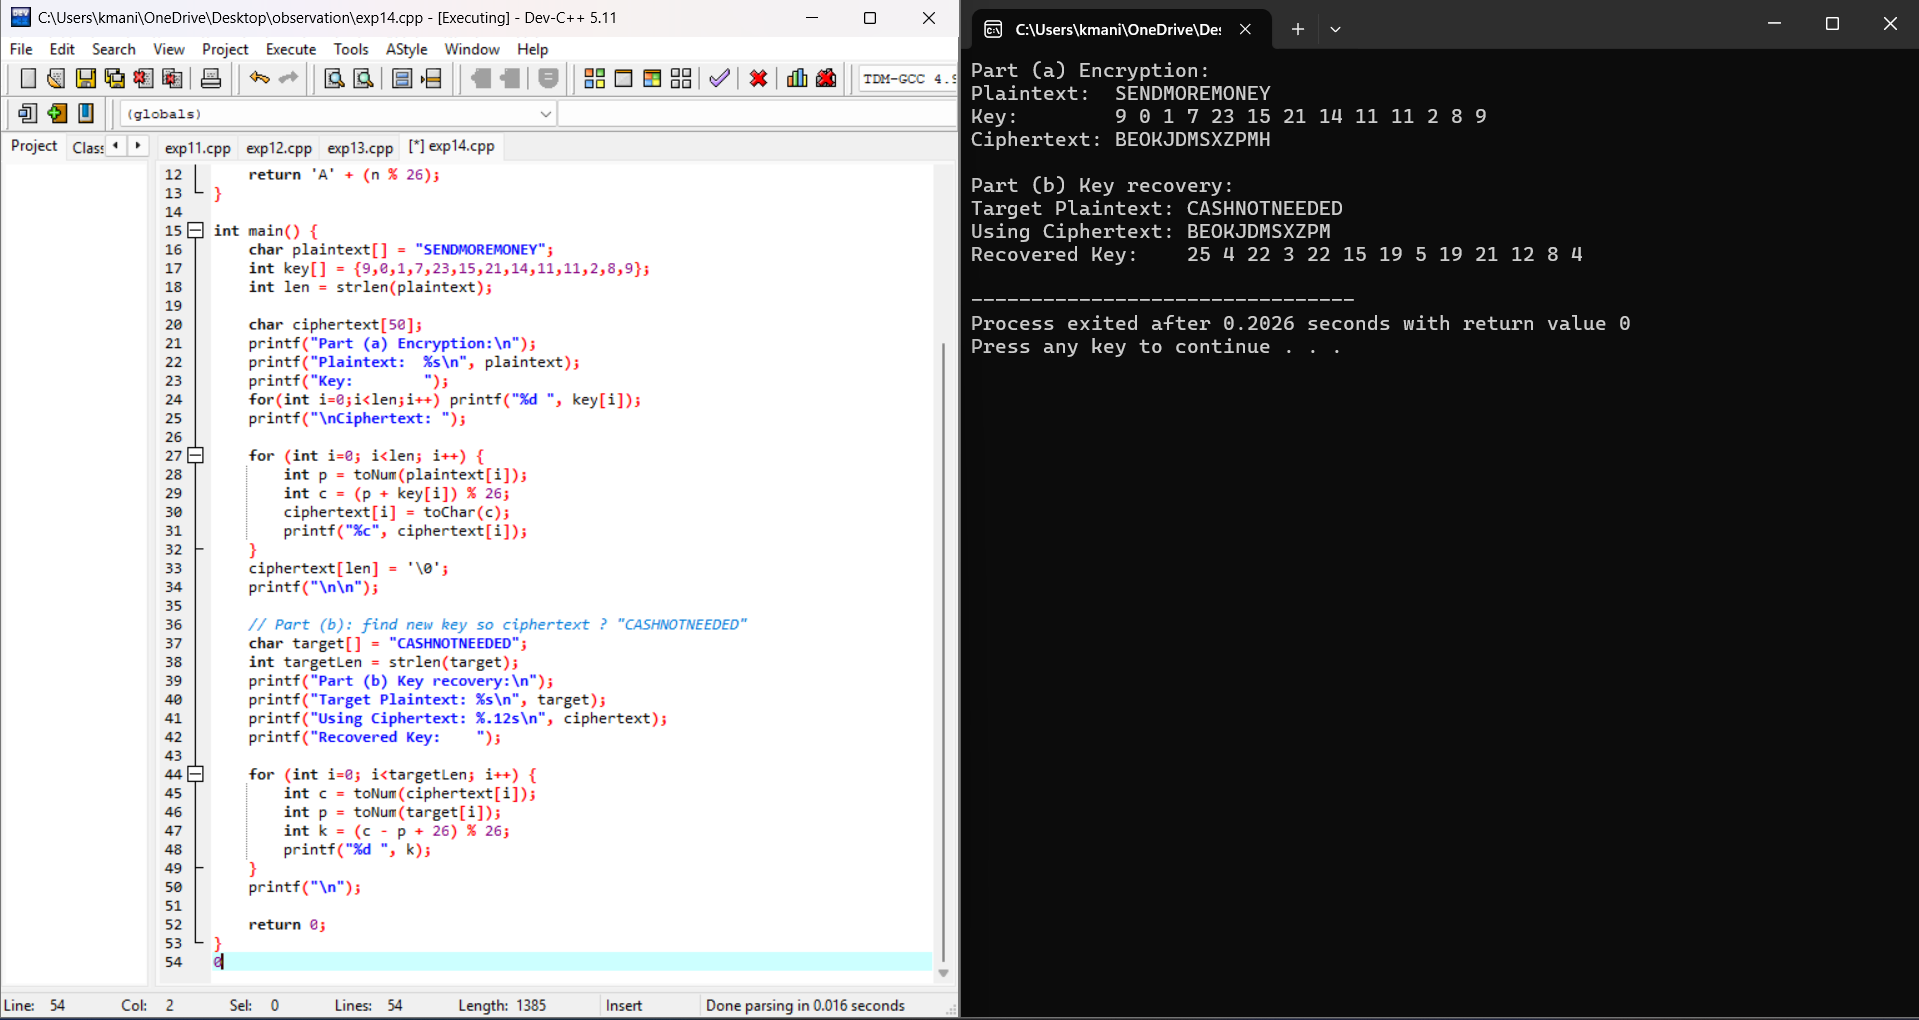 C:\Users\kmani\OneDrive\Desktop\observation\exp14.cpp - [Executing] - Dev-C++ 5.11
File Edit Search View Project Execute Tools AStyle Window Help
TDM-GCC 4.9
(globals)
Project Class exp11.cpp exp12.cpp exp13.cpp [*] exp14.cpp
12     return 'A' + (n % 26);
13 }
14
15 int main() {
16     char plaintext[] = "SENDMOREMONEY";
17     int key[] = {9,0,1,7,23,15,21,14,11,11,2,8,9};
18     int len = strlen(plaintext);
19
20     char ciphertext[50];
21     printf("Part (a) Encryption:\n");
22     printf("Plaintext:  %s\n", plaintext);
23     printf("Key:        ");
24     for(int i=0;i<len;i++) printf("%d ", key[i]);
25     printf("\nCiphertext: ");
26
27     for (int i=0; i<len; i++) {
28         int p = toNum(plaintext[i]);
29         int c = (p + key[i]) % 26;
30         ciphertext[i] = toChar(c);
31         printf("%c", ciphertext[i]);
32     }
33     ciphertext[len] = '\0';
34     printf("\n\n");
35
36     // Part (b): find new key so ciphertext ? "CASHNOTNEEDED"
37     char target[] = "CASHNOTNEEDED";
38     int targetLen = strlen(target);
39     printf("Part (b) Key recovery:\n");
40     printf("Target Plaintext: %s\n", target);
41     printf("Using Ciphertext: %.12s\n", ciphertext);
42     printf("Recovered Key:    ");
43
44     for (int i=0; i<targetLen; i++) {
45         int c = toNum(ciphertext[i]);
46         int p = toNum(target[i]);
47         int k = (c - p + 26) % 26;
48         printf("%d ", k);
49     }
50     printf("\n");
51
52     return 0;
53 }
54 0
Line: 54 Col: 2 Sel: 0 Lines: 54 Length: 1385 Insert Done parsing in 0.016 seconds
C:\Users\kmani\OneDrive\De
Part (a) Encryption:
Plaintext:  SENDMOREMONEY
Key:        9 0 1 7 23 15 21 14 11 11 2 8 9
Ciphertext: BEOKJDMSXZPMH

Part (b) Key recovery:
Target Plaintext: CASHNOTNEEDED
Using Ciphertext: BEOKJDMSXZPM
Recovered Key:    25 4 22 3 22 15 19 5 19 21 12 8 4

--------------------------------
Process exited after 0.2026 seconds with return value 0
Press any key to continue . . .